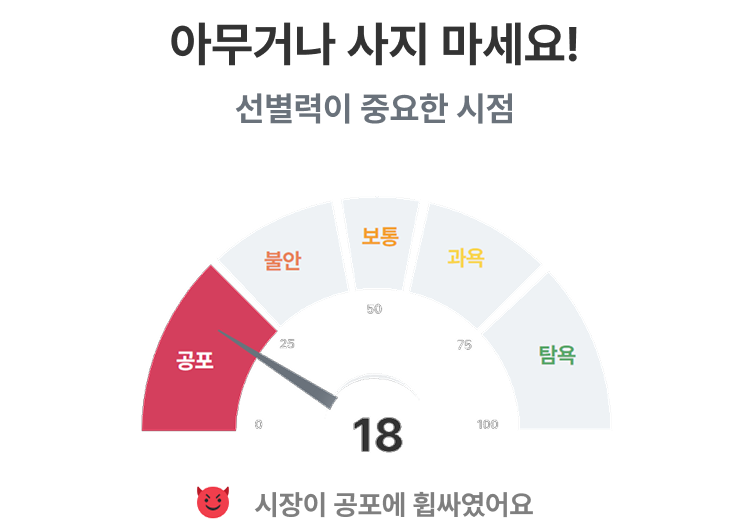 아무거나 사지 마세요!
선별력이 중요한 시점
보통
불안
과욕
50
25
75
공포
탐욕
0
100
18
시장이 공포에 휩싸였어요